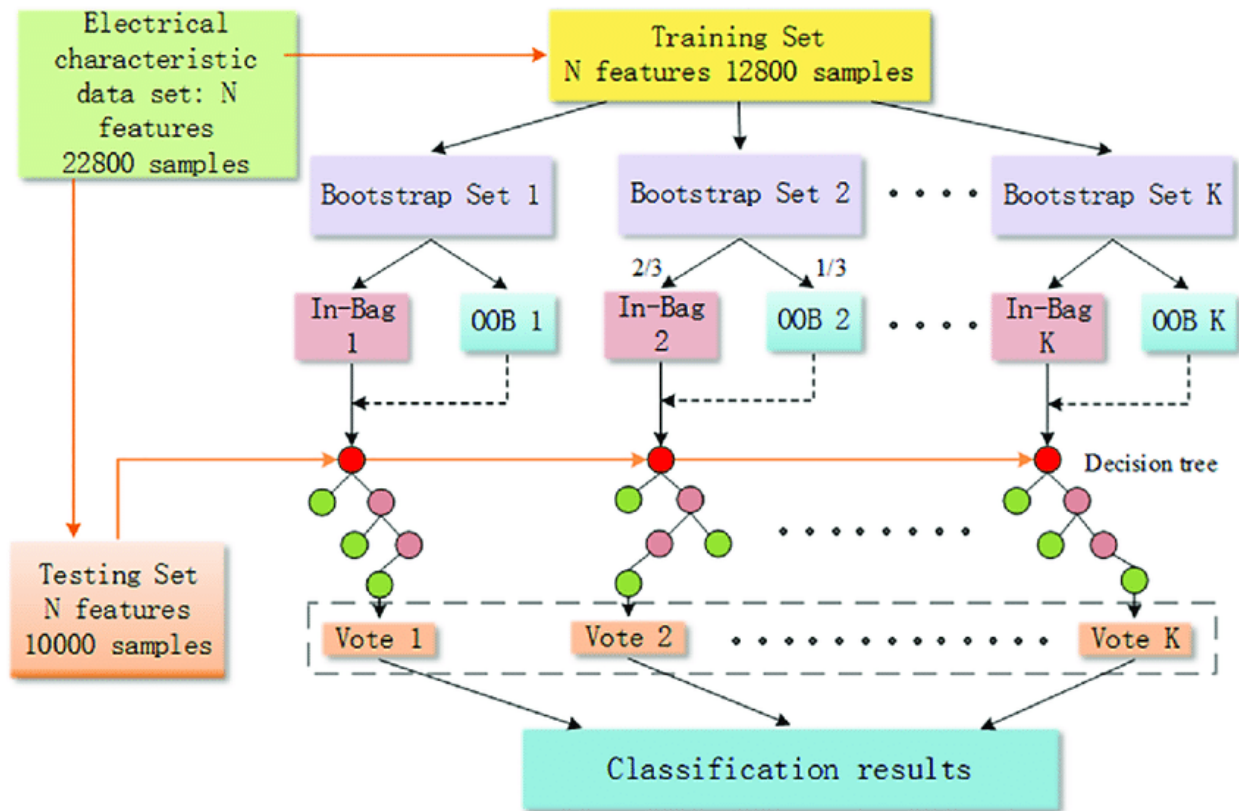 Electrical
characteristic
data set: N
features
22800 samples
Training Set
N features 12800 samples
Bootstrap Set 1
Bootstrap Set 2
Bootstrap Set K
2/3
1/3
In-Bag
1
OOB 1
In-Bag
2
OOB 2
In-Bag
K
OOB K
Decision tree
Testing Set
N features
10000 samples
Vote 1
Vote 2
Vote K
Classification results